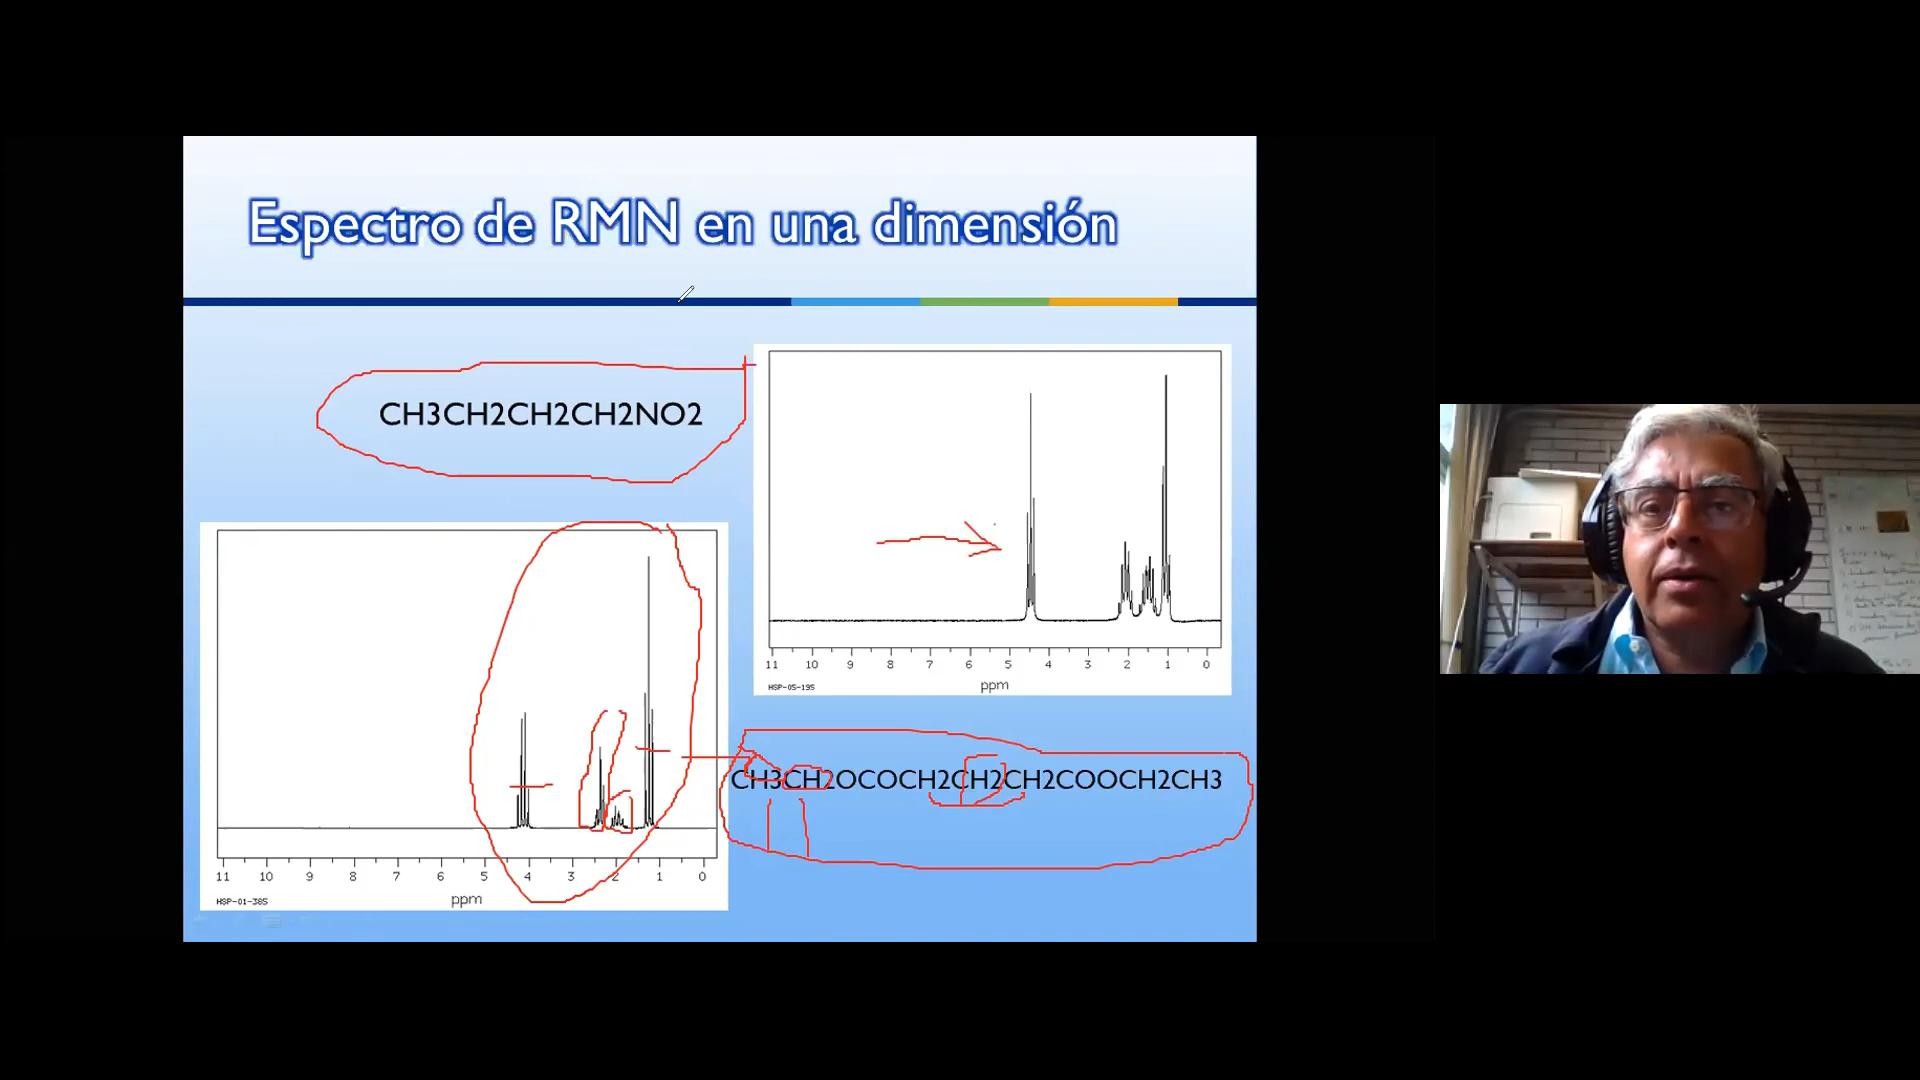 Espectro de RMN en una dimensión
CH3CH2CH2CH2NO2
11 10 9 8 7 6 5 4 3 2 1 0
HSP-05-195
ppm
CH3CH2OCOCH2CH2CH2COOCH2CH3
11 10 9 8 7 6 5 4 3 2 1 0
HSP-01-385
ppm